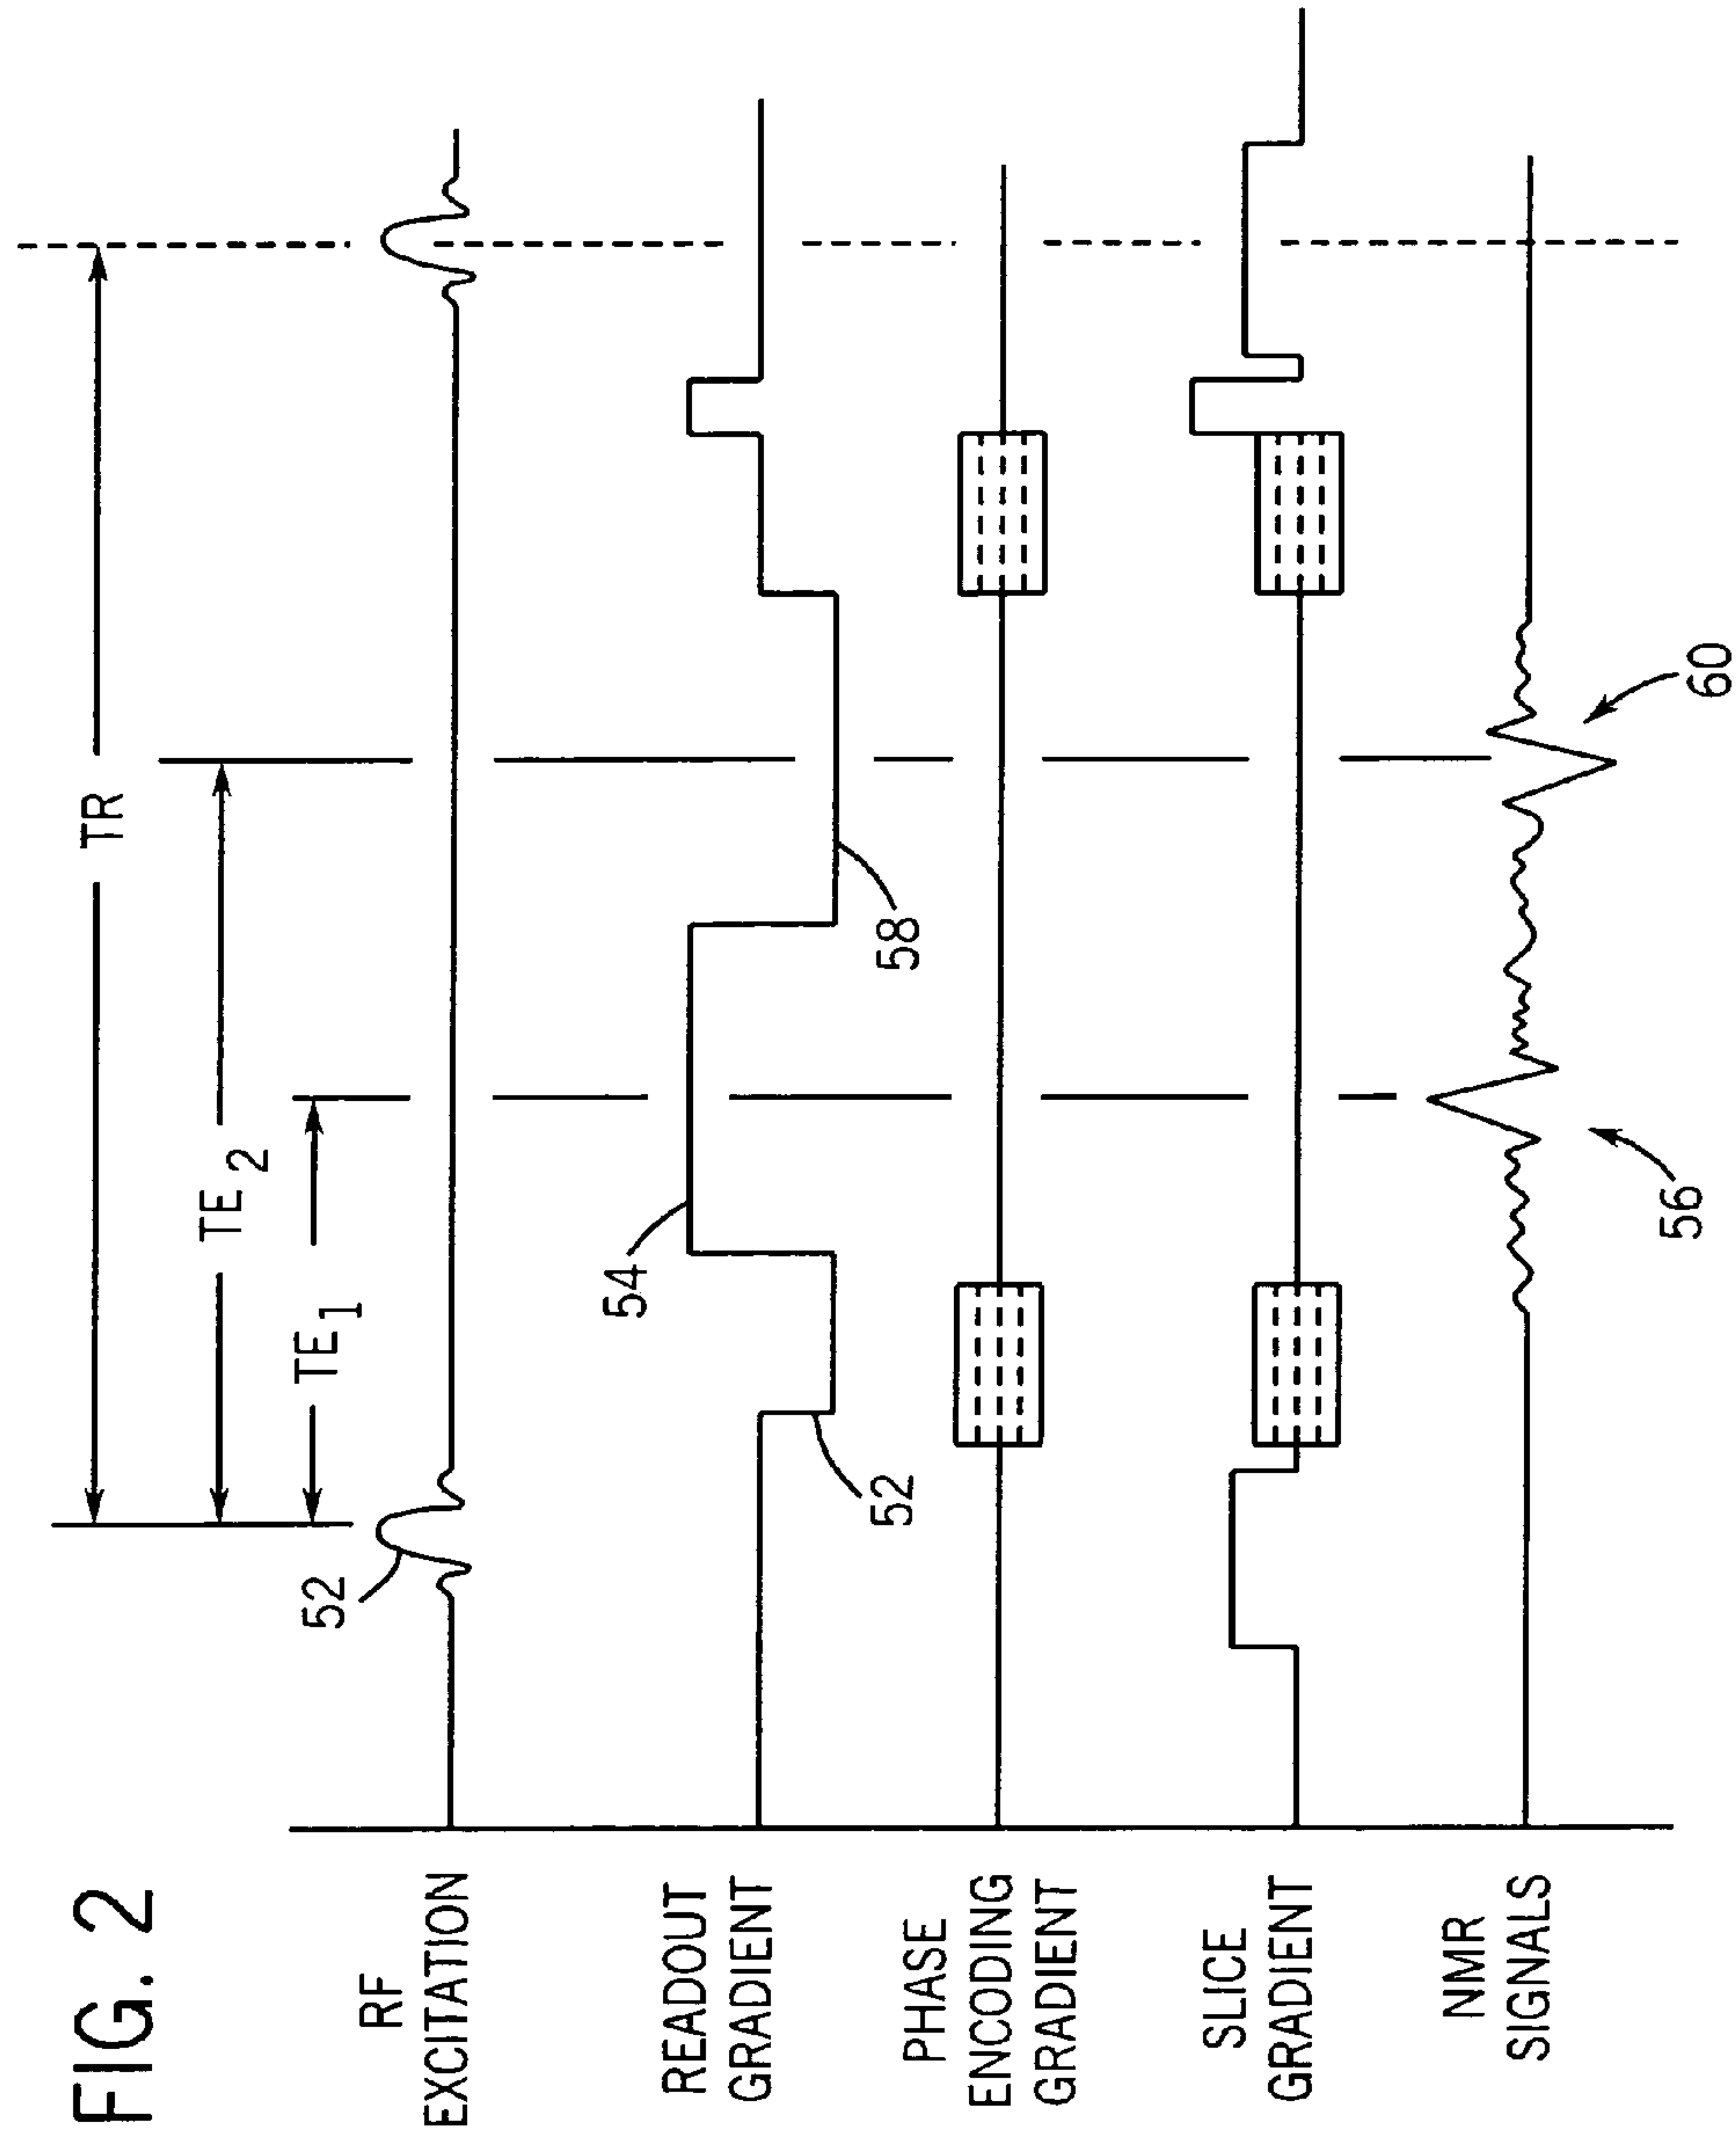 FIG. 2
TR
TE2
TE1
52
RF
EXCITATION
54
READOUT
GRADIENT
52
58
PHASE
ENCODING
GRADIENT
SLICE
GRADIENT
NMR
SIGNALS
56
60